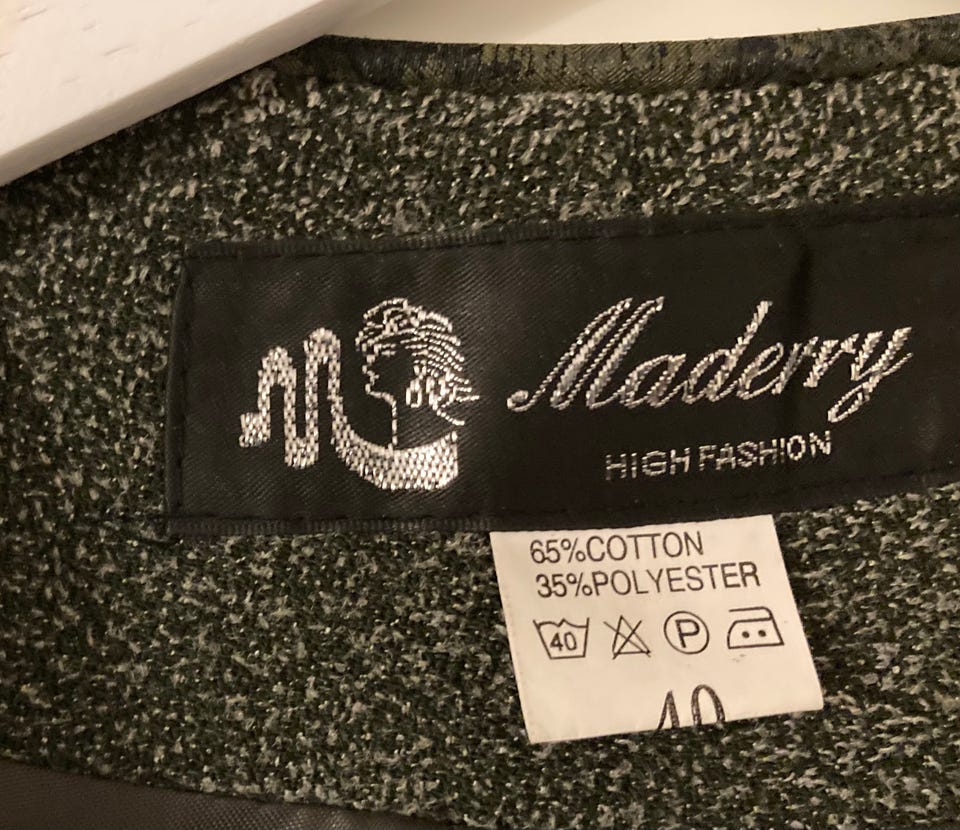 Maderry
HIGH FASHION
65%COTTON
35%POLYESTER
40
P
40